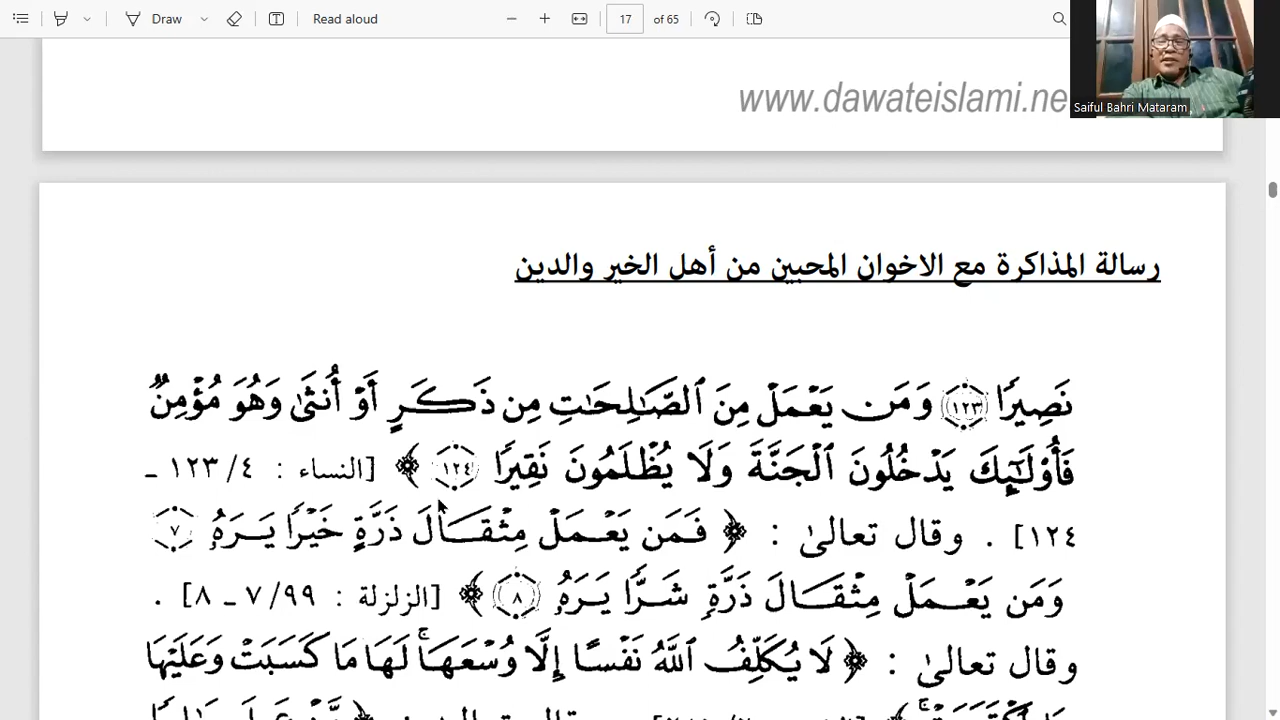 Draw
Read aloud
17
of 65
www.dawateislami.ne
Saiful Bahri Mataram
رسالة المذاكرة مع الاخوان المحبين من أهل الخير والدين
نَصِيرًا ١٢٣ وَمَن يَعْمَلْ مِنَ ٱلصَّـٰلِحَـٰتِ مِن ذَكَرٍ أَوْ أُنثَىٰ وَهُوَ مُؤْمِنٌ
فَأُو۟لَـٰٓئِكَ يَدْخُلُونَ ٱلْجَنَّةَ وَلَا يُظْلَمُونَ نَقِيرًا ١٢٤ ﴾ [النساء : ٤/ ١٢٣ ـ
١٢٤] . وقال تعالىٰ : ﴿ فَمَن يَعْمَلْ مِثْقَالَ ذَرَّةٍ خَيْرًا يَرَهُۥ ٧
وَمَن يَعْمَلْ مِثْقَالَ ذَرَّةٍ شَرًّا يَرَهُۥ ٨ ﴾ [الزلزلة : ٩٩/ ٧ ـ ٨] .
وقال تعالىٰ : ﴿ لَا يُكَلِّفُ ٱللَّهُ نَفْسًا إِلَّا وُسْعَهَا ۚ لَهَا مَا كَسَبَتْ وَعَلَيْهَا